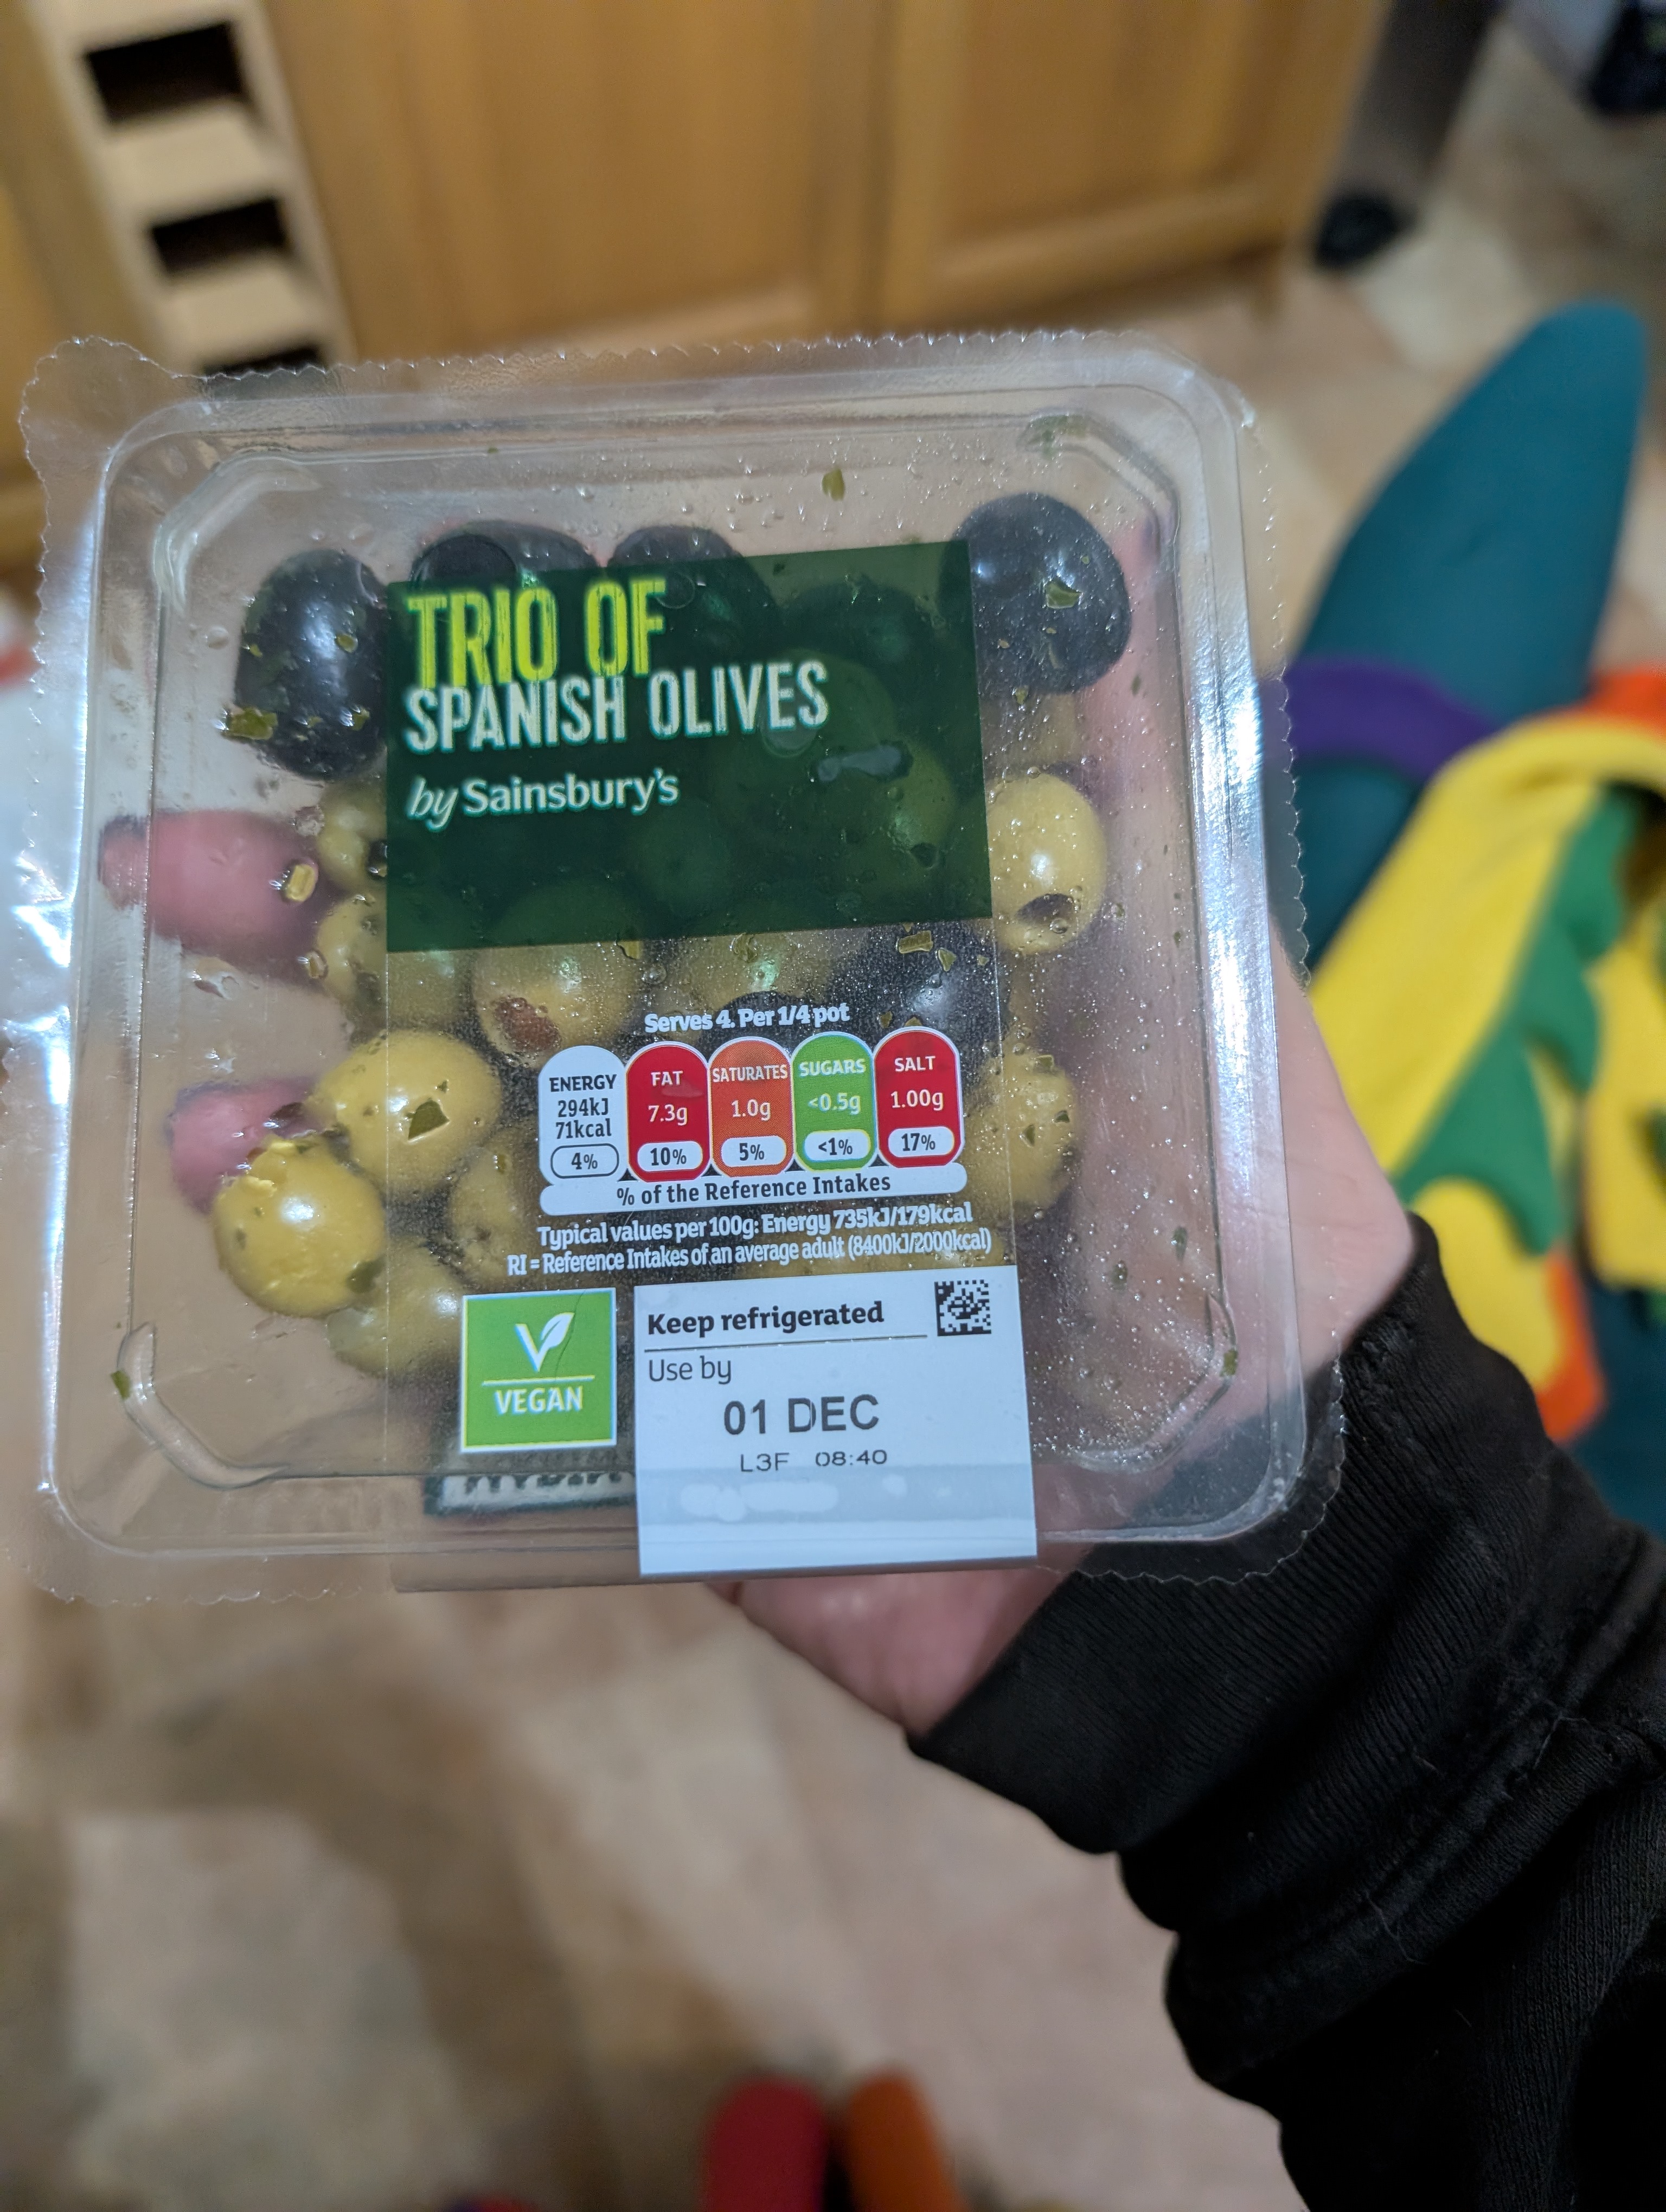 TRIO OF
SPANISH OLIVES
by Sainsbury's
Serves 4. Per 1/4 pot
ENERGY
294kJ
71kcal
4%
FAT
7.3g
10%
SATURATES
1.0g
5%
SUGARS
<0.5g
<1%
SALT
1.00g
17%
% of the Reference Intakes
Typical values per 100g: Energy 735kJ/179kcal
RI = Reference Intakes of an average adult (8400kJ/2000kcal)
V
VEGAN
Keep refrigerated
Use by
01 DEC
L3F 08:40